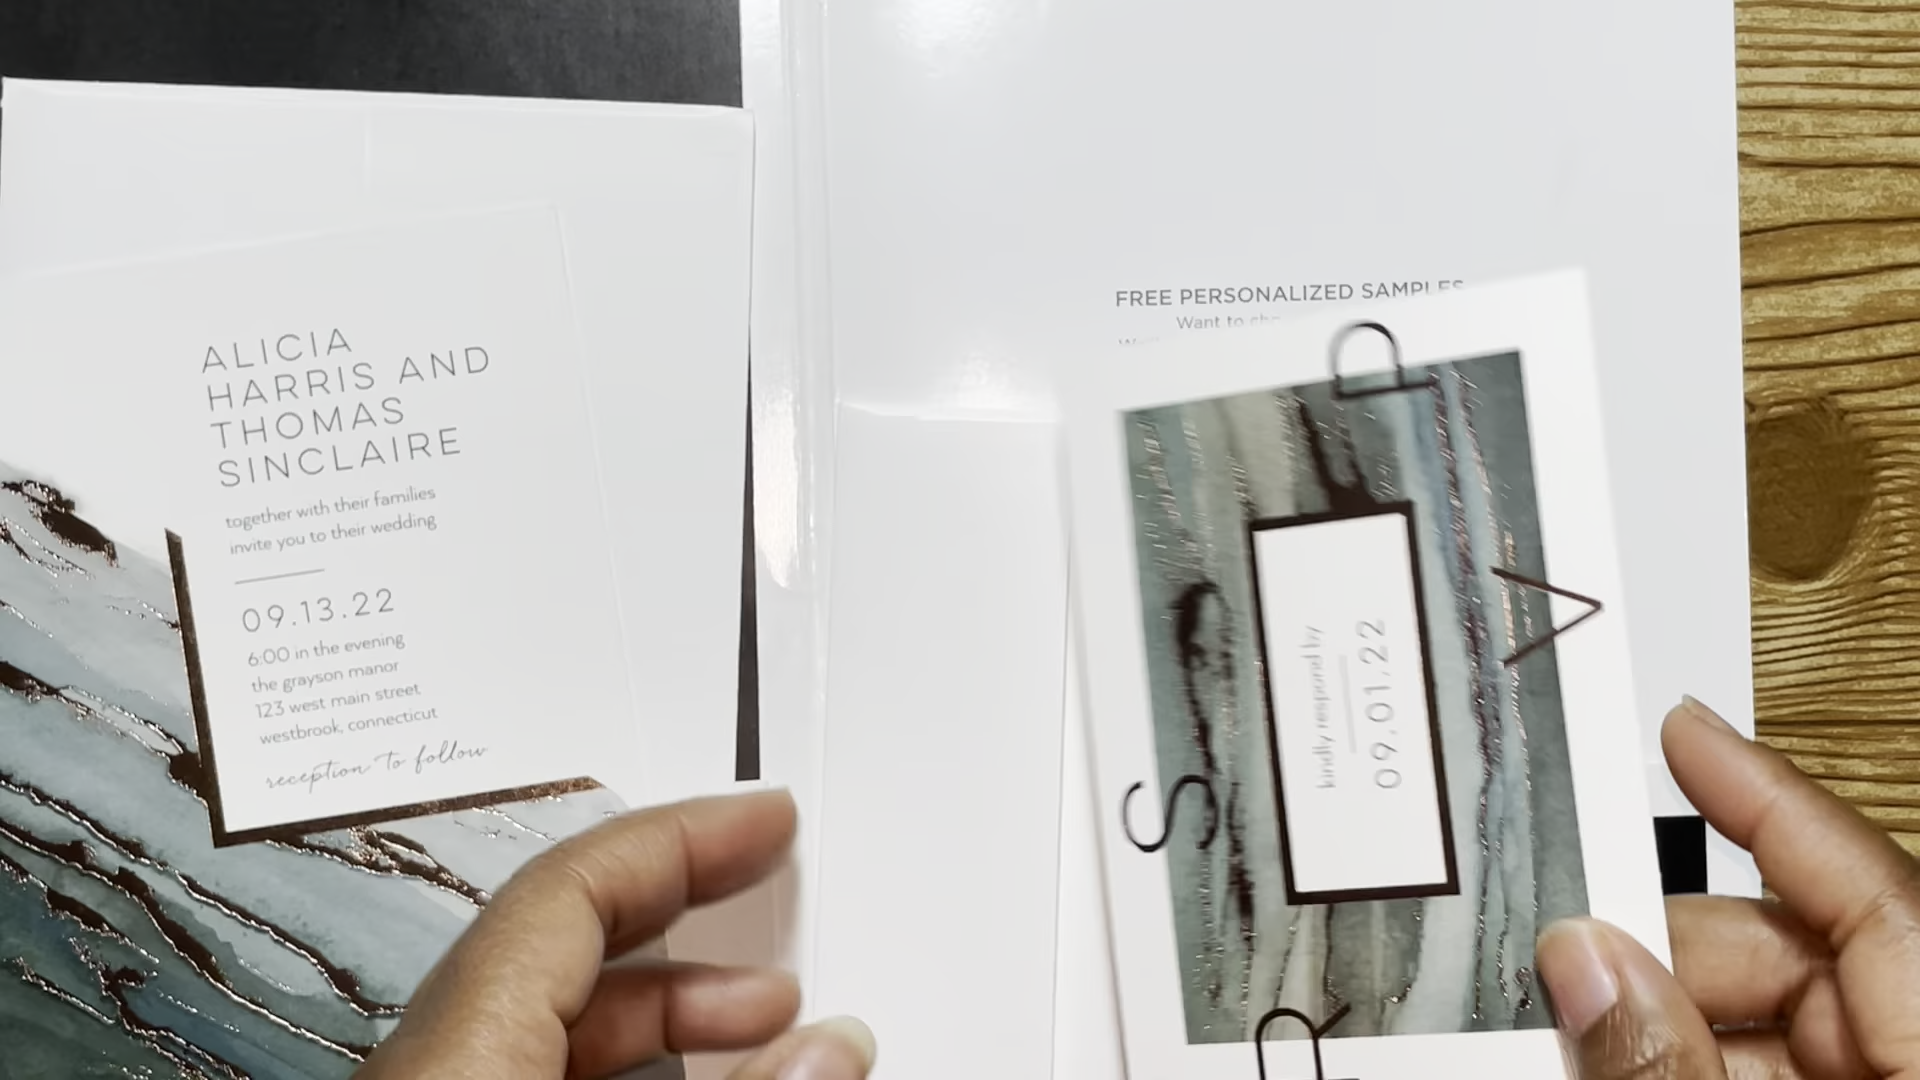 ALICIA
HARRIS AND
THOMAS
SINCLAIRE
together with their families
invite you to their wedding
09.13.22
6:00 in the evening
the grayson manor
123 west main street
westbrook, connecticut
reception to follow
FREE PERSONALIZED SAMPLES
Want to
R
S
V
P
kindly respond by
09.01.22